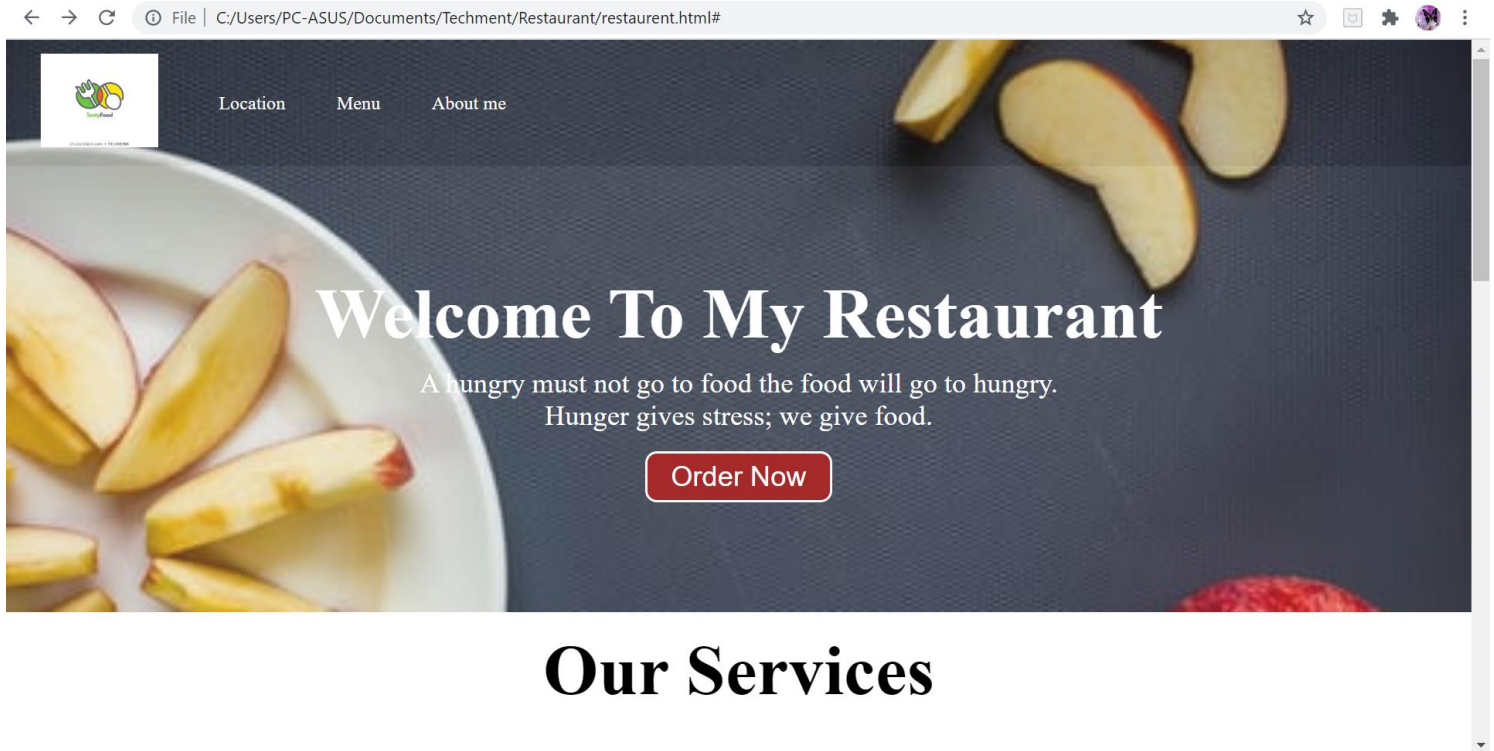 File
C:/Users/PC-ASUS/Documents/Techment/Restaurant/restaurent.html#
TastyFood
Location Menu About me
Welcome To My Restaurant
A hungry must not go to food the food will go to hungry.
Hunger gives stress; we give food.
Order Now
Our Services